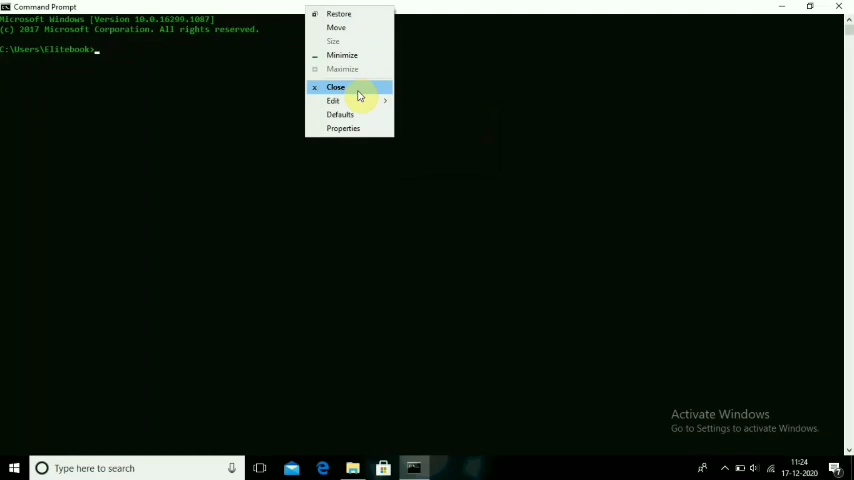 Command Prompt
Microsoft Windows [Version 10.0.16299.1087]
(c) 2017 Microsoft Corporation. All rights reserved.
C:\Users\Elitebook>_
Restore
Move
Size
Minimize
Maximize
x Close
Edit >
Defaults
Properties
Activate Windows
Go to Settings to activate Windows.
Type here to search
11:24
17-12-2020
7